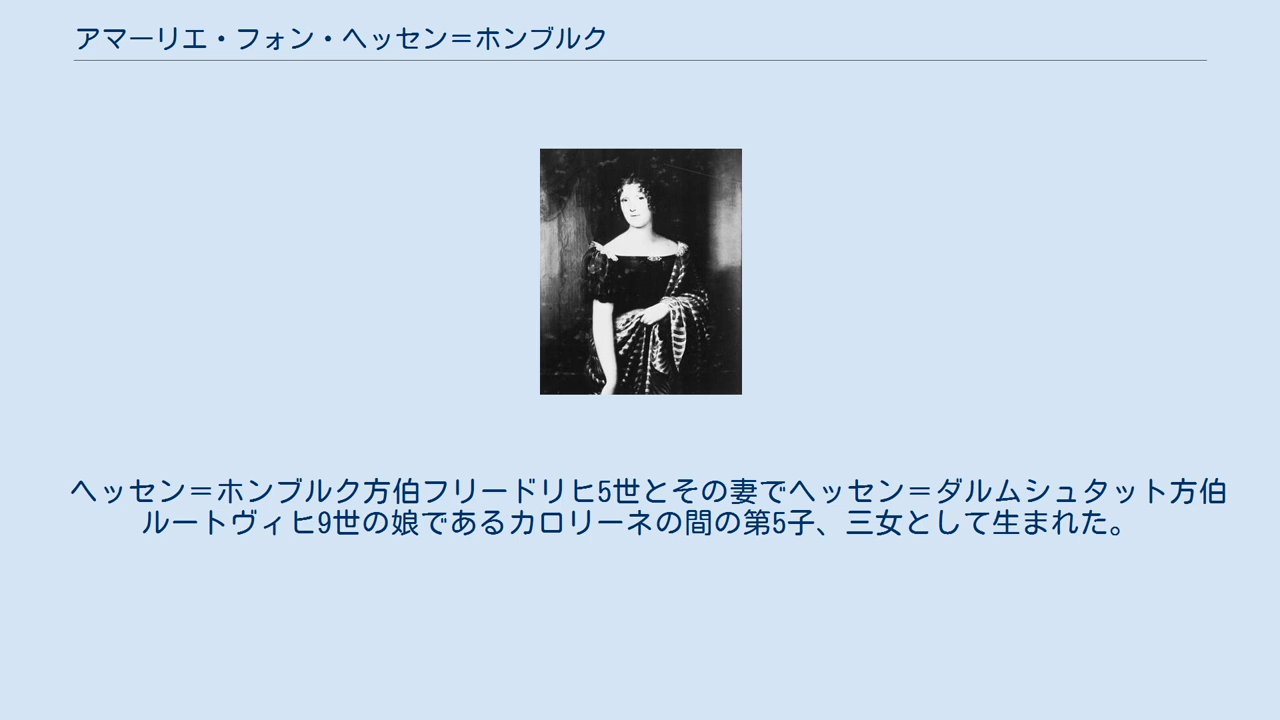 アマーリエ・フォン・ヘッセン＝ホンブルク
ヘッセン＝ホンブルク方伯フリードリヒ5世とその妻でヘッセン＝ダルムシュタット方伯
ルートヴィヒ9世の娘であるカロリーネの間の第5子、三女として生まれた。